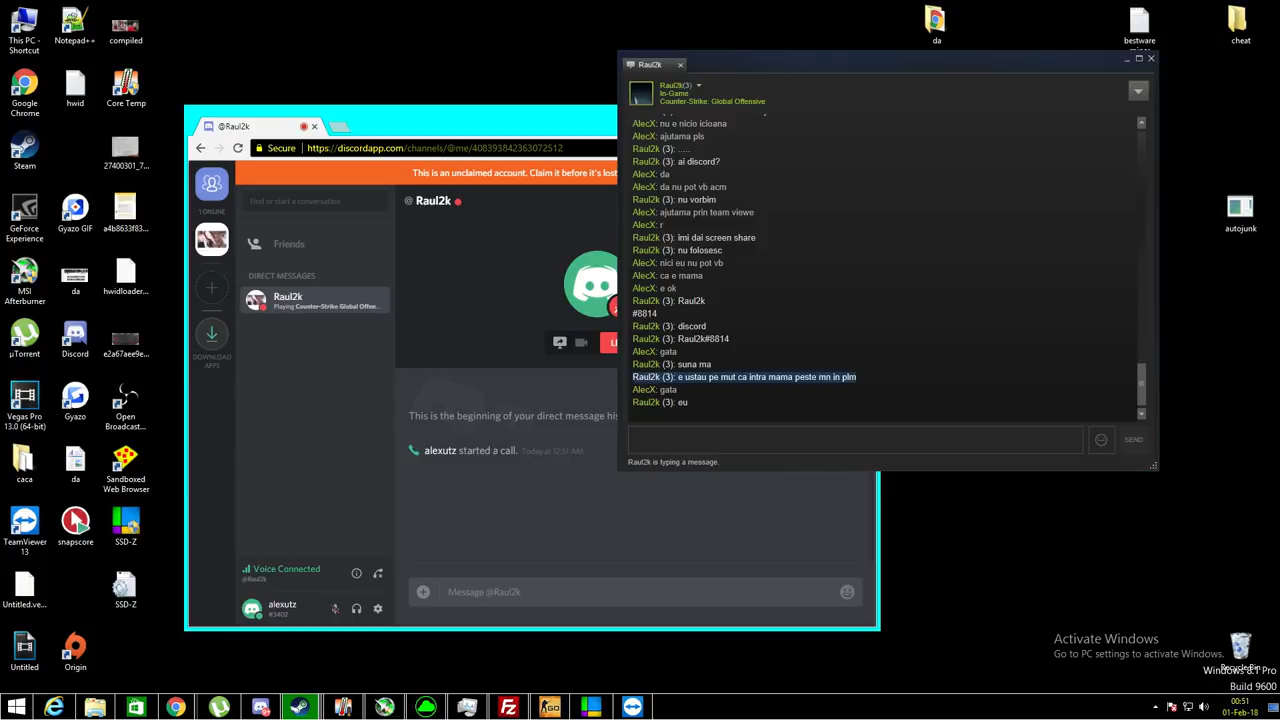 This PC -
Shortcut
Notepad++
compiled
Google
Chrome
hwid
Core Temp
Steam
27400301_7...
GeForce
Experience
Gyazo GIF
a4b8633f83...
MSI
Afterburner
da
hwidloader...
µTorrent
Discord
e2a67aee9e...
Vegas Pro
13.0 (64-bit)
Gyazo
Open
Broadcast...
caca
da
Sandboxed
Web Browser
TeamViewer
13
snapscore
SSD-Z
Untitled.ve...
SSD-Z
Untitled
Origin
da
bestware
cheat
autojunk
@Raul2k
Secure
https://discordapp.com/channels/@me/408393842363072512
This is an unclaimed account. Claim it before it's lost
1 ONLINE
Find or start a conversation
@ Raul2k
Friends
DIRECT MESSAGES
Raul2k
Playing Counter-Strike Global Offen...
DOWNLOAD
APPS
This is the beginning of your direct message his
alexutz started a call. Today at 12:51 AM
Voice Connected
@Raul2k
alexutz
#3402
Message @Raul2k
Raul2k
Raul2k(3)
In-Game
Counter-Strike: Global Offensive
AlecX: nu e nicio icioana
AlecX: ajutama pls
Raul2k (3): .....
Raul2k (3): ai discord?
AlecX: da
AlecX: da nu pot vb acm
Raul2k (3): nu vorbim
AlecX: ajutama prin team viewe
AlecX: r
Raul2k (3): imi dai screen share
Raul2k (3): nu folosesc
AlecX: nici eu nu pot vb
AlecX: ca e mama
AlecX: e ok
Raul2k (3): Raul2k
#8814
Raul2k (3): discord
Raul2k (3): Raul2k#8814
AlecX: gata
Raul2k (3): suna ma
Raul2k (3): e ustau pe mut ca intra mama peste mn in plm
AlecX: gata
Raul2k (3): eu
SEND
Raul2k is typing a message.
Activate Windows
Go to PC settings to activate Windows.
Windows 8.1 Pro
Build 9600
00:51
01-Feb-18